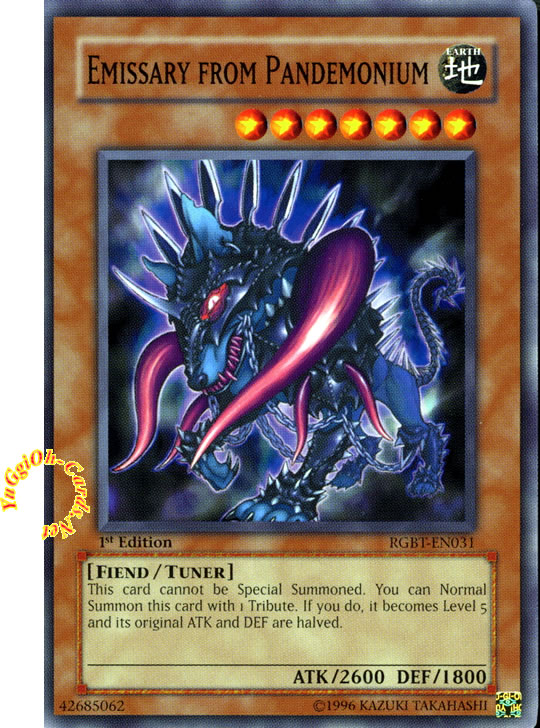 EMISSARY FROM PANDEMONIUM
EARTH
地
YuGgiOh-Cards.Net
1st Edition
RGBT-EN031
[FIEND / TUNER]
This card cannot be Special Summoned. You can Normal
Summon this card with 1 Tribute. If you do, it becomes Level 5
and its original ATK and DEF are halved.
ATK/2600 DEF/1800
42685062
©1996 KAZUKI TAKAHASHI